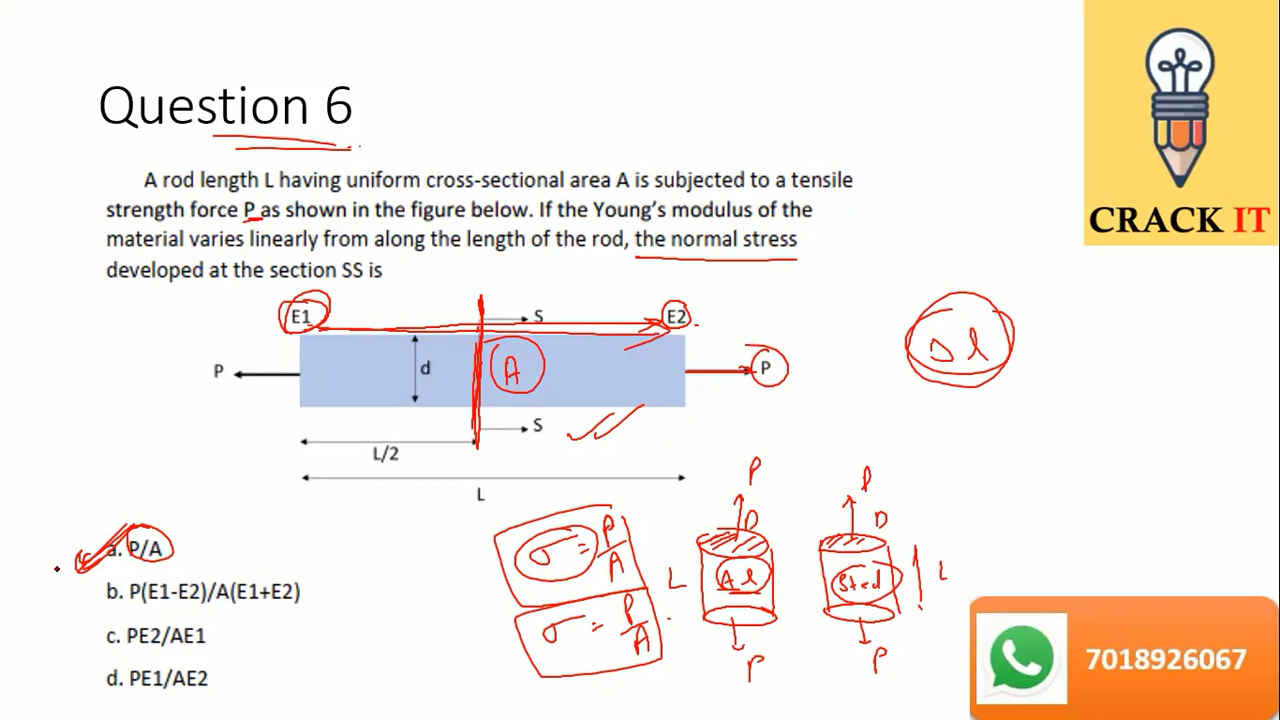 Question 6
A rod length L having uniform cross-sectional area A is subjected to a tensile
strength force P as shown in the figure below. If the Young's modulus of the
material varies linearly from along the length of the rod, the normal stress
developed at the section SS is
E1
S
E2
P
d
A
P
S
L/2
L
a. P/A
b. P(E1-E2)/A(E1+E2)
c. PE2/AE1
d. PE1/AE2
Δl
σ = P/A
σ = P/A
P
D
L
Al
P
P
D
Steel
L
P
CRACK IT
7018926067